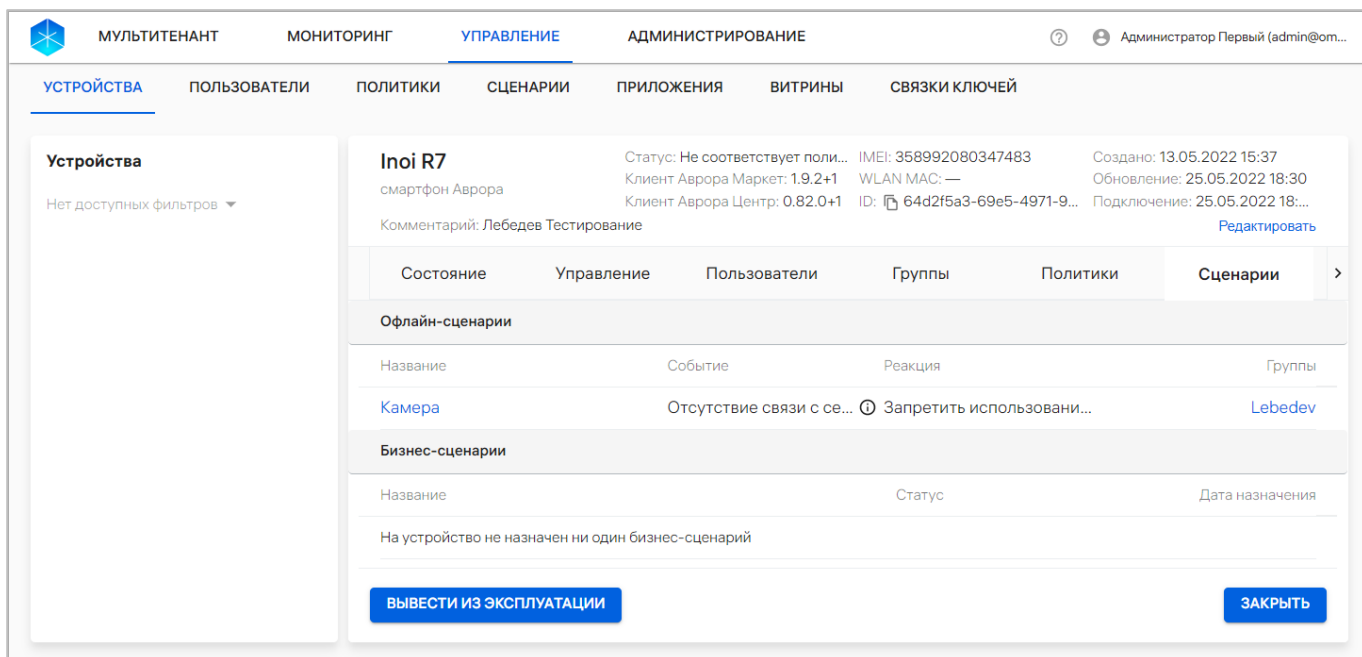 МУЛЬТИТЕНАНТ МОНИТОРИНГ УПРАВЛЕНИЕ АДМИНИСТРИРОВАНИЕ Администратор Первый (admin@om...
УСТРОЙСТВА ПОЛЬЗОВАТЕЛИ ПОЛИТИКИ СЦЕНАРИИ ПРИЛОЖЕНИЯ ВИТРИНЫ СВЯЗКИ КЛЮЧЕЙ
Устройства
Нет доступных фильтров
Inoi R7
смартфон Аврора
Статус: Не соответствует поли... IMEI: 358992080347483 Создано: 13.05.2022 15:37
Клиент Аврора Маркет: 1.9.2+1 WLAN MAC: — Обновление: 25.05.2022 18:30
Клиент Аврора Центр: 0.82.0+1 ID: 64d2f5a3-69e5-4971-9... Подключение: 25.05.2022 18:...
Комментарий: Лебедев Тестирование Редактировать
Состояние Управление Пользователи Группы Политики Сценарии
Офлайн-сценарии
Название Событие Реакция Группы
Камера Отсутствие связи с се... Запретить использовани... Lebedev
Бизнес-сценарии
Название Статус Дата назначения
На устройство не назначен ни один бизнес-сценарий
ВЫВЕСТИ ИЗ ЭКСПЛУАТАЦИИ ЗАКРЫТЬ